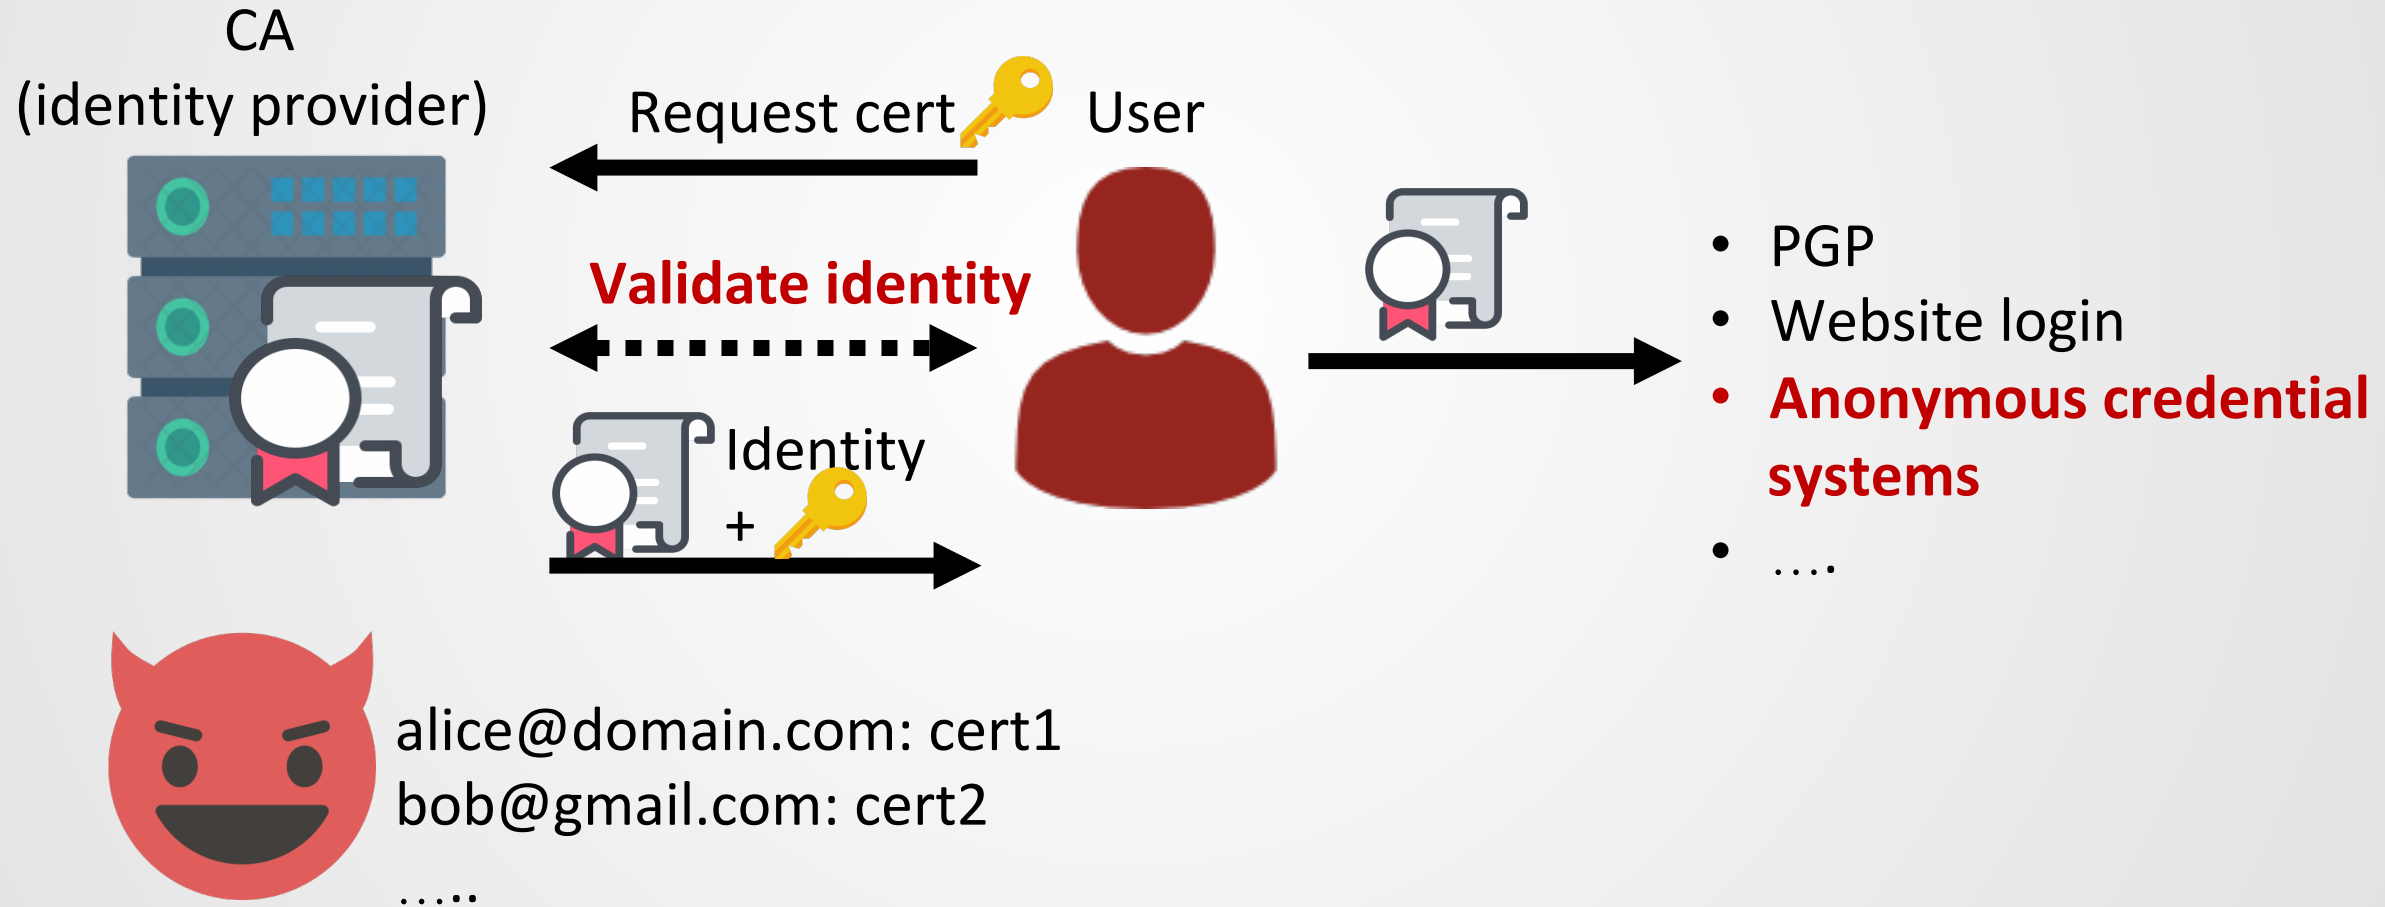 CA
(identity provider)
Request cert
User
Validate identity
Identity
+
• PGP
• Website login
• Anonymous credential
systems
• ….
alice@domain.com: cert1
bob@gmail.com: cert2
…..